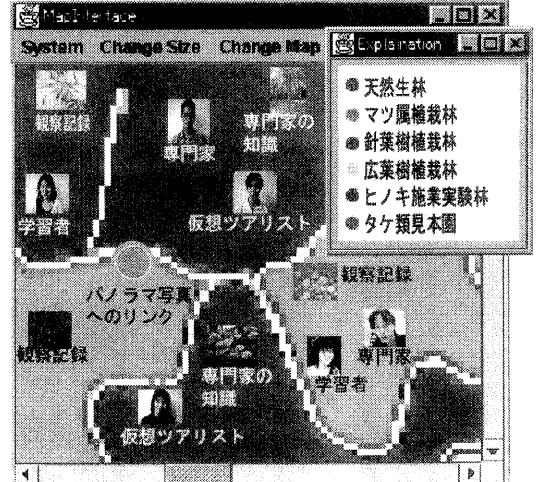 MapInterface
System Change Size Change Map
Explaination
天然生林
マツ属植栽林
針葉樹植栽林
広葉樹植栽林
ヒノキ施業実験林
タケ類見本園
観察記録
専門家
専門家の
知識
学習者
仮想ツアリスト
パノラマ写真
へのリンク
観察記録
観察記録
専門家の
知識
専門家
学習者
仮想ツアリスト